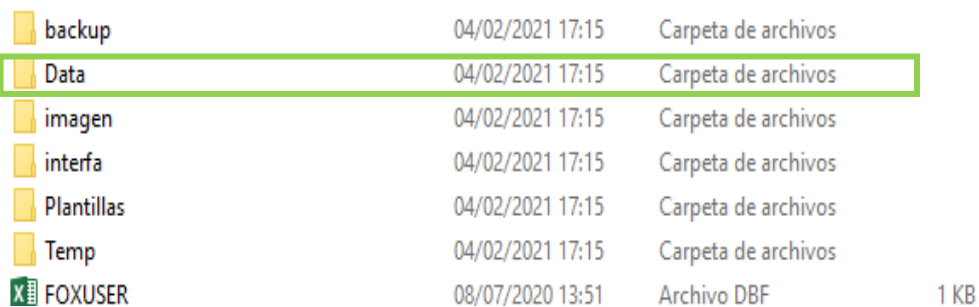 backup 04/02/2021 17:15 Carpeta de archivos
Data 04/02/2021 17:15 Carpeta de archivos
imagen 04/02/2021 17:15 Carpeta de archivos
interfa 04/02/2021 17:15 Carpeta de archivos
Plantillas 04/02/2021 17:15 Carpeta de archivos
Temp 04/02/2021 17:15 Carpeta de archivos
FOXUSER 08/07/2020 13:51 Archivo DBF 1 KB